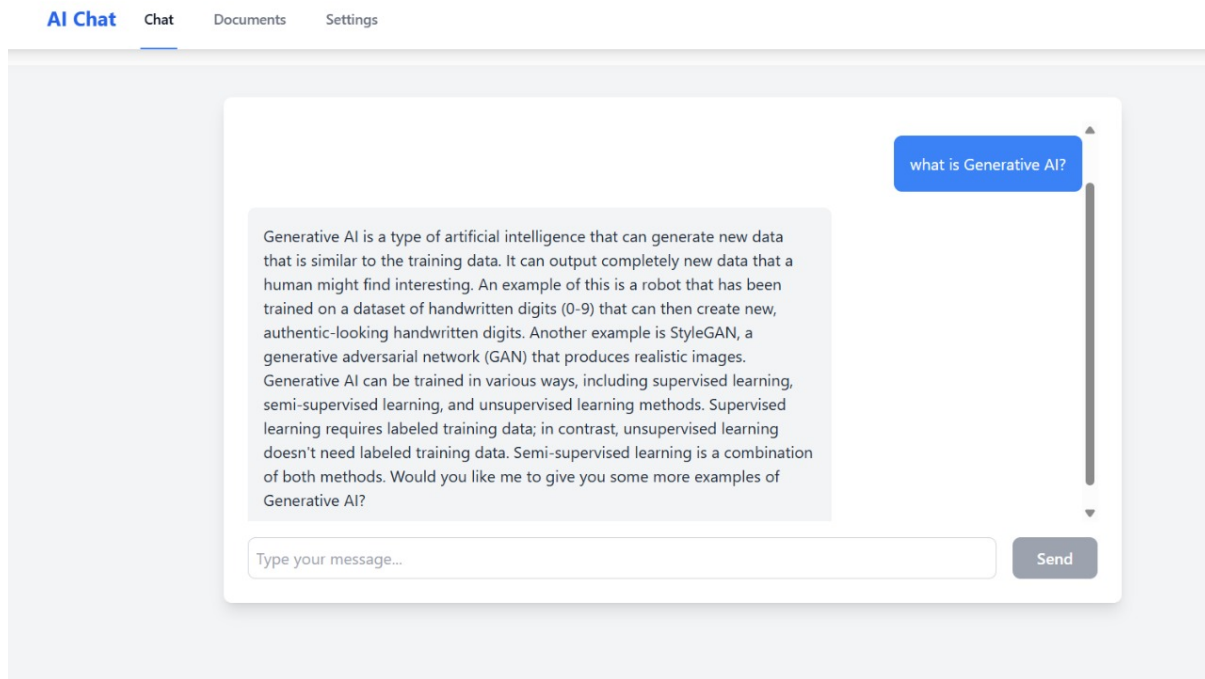 AI Chat Chat Documents Settings
what is Generative AI?
Generative AI is a type of artificial intelligence that can generate new data
that is similar to the training data. It can output completely new data that a
human might find interesting. An example of this is a robot that has been
trained on a dataset of handwritten digits (0-9) that can then create new,
authentic-looking handwritten digits. Another example is StyleGAN, a
generative adversarial network (GAN) that produces realistic images.
Generative AI can be trained in various ways, including supervised learning,
semi-supervised learning, and unsupervised learning methods. Supervised
learning requires labeled training data; in contrast, unsupervised learning
doesn't need labeled training data. Semi-supervised learning is a combination
of both methods. Would you like me to give you some more examples of
Generative AI?
Type your message... Send